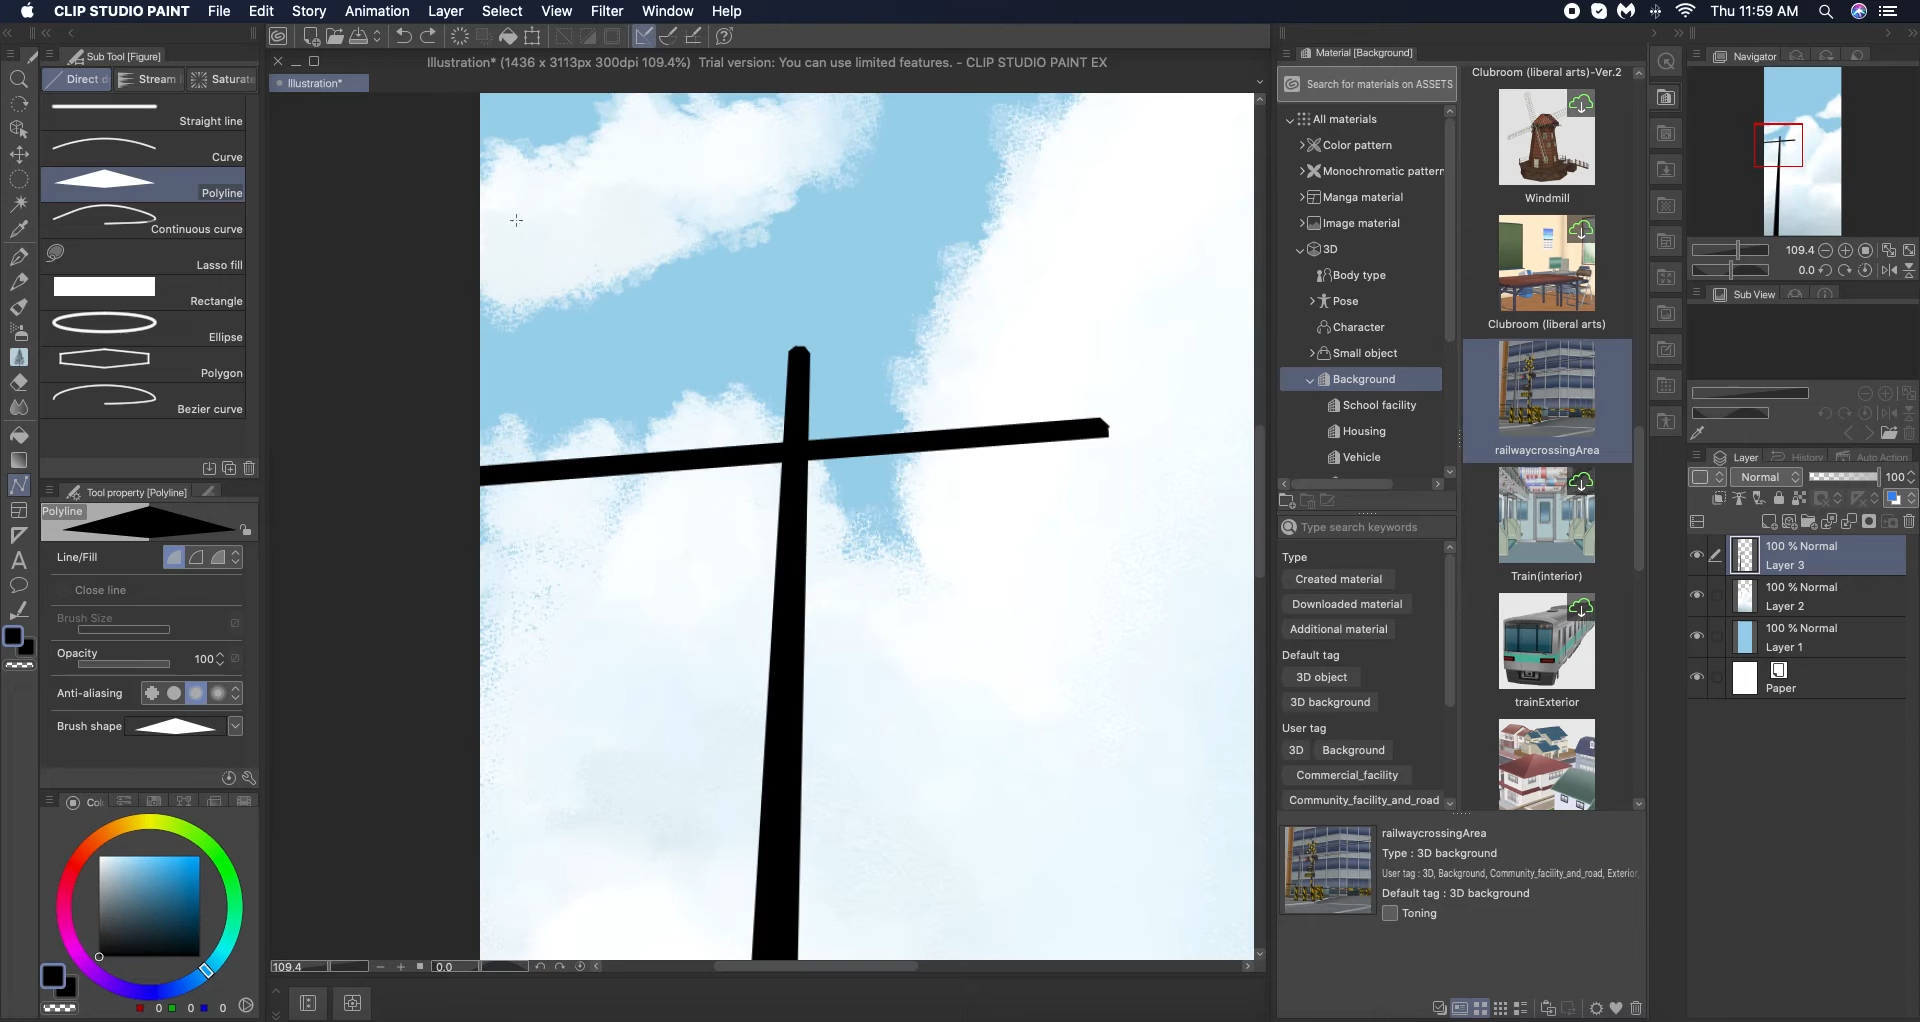 CLIP STUDIO PAINT File Edit Story Animation Layer Select View Filter Window Help
Thu 11:59 AM
Sub Tool [Figure]
Direct d Stream Saturate
Straight line
Curve
Polyline
Continuous curve
Lasso fill
Rectangle
Ellipse
Polygon
Bezier curve
Tool property [Polyline]
Polyline
Line/Fill
Close line
Brush Size
Opacity 100
Anti-aliasing
Brush shape
Col
0 0 0
Illustration* (1436 x 3113px 300dpi 109.4%) Trial version: You can use limited features. - CLIP STUDIO PAINT EX
Illustration*
109.4 0.0
Material [Background]
Search for materials on ASSETS
All materials
Color pattern
Monochromatic pattern
Manga material
Image material
3D
Body type
Pose
Character
Small object
Background
School facility
Housing
Vehicle
Type search keywords
Type
Created material
Downloaded material
Additional material
Default tag
3D object
3D background
User tag
3D Background
Commercial_facility
Community_facility_and_road
Clubroom (liberal arts)-Ver.2
Windmill
Clubroom (liberal arts)
railwaycrossingArea
Train(interior)
trainExterior
railwaycrossingArea
Type : 3D background
User tag : 3D, Background, Community_facility_and_road, Exterior,
Default tag : 3D background
Toning
Navigator
109.4
0.0
Sub View
Layer History Auto Action
Normal 100
100 % Normal
Layer 3
100 % Normal
Layer 2
100 % Normal
Layer 1
Paper